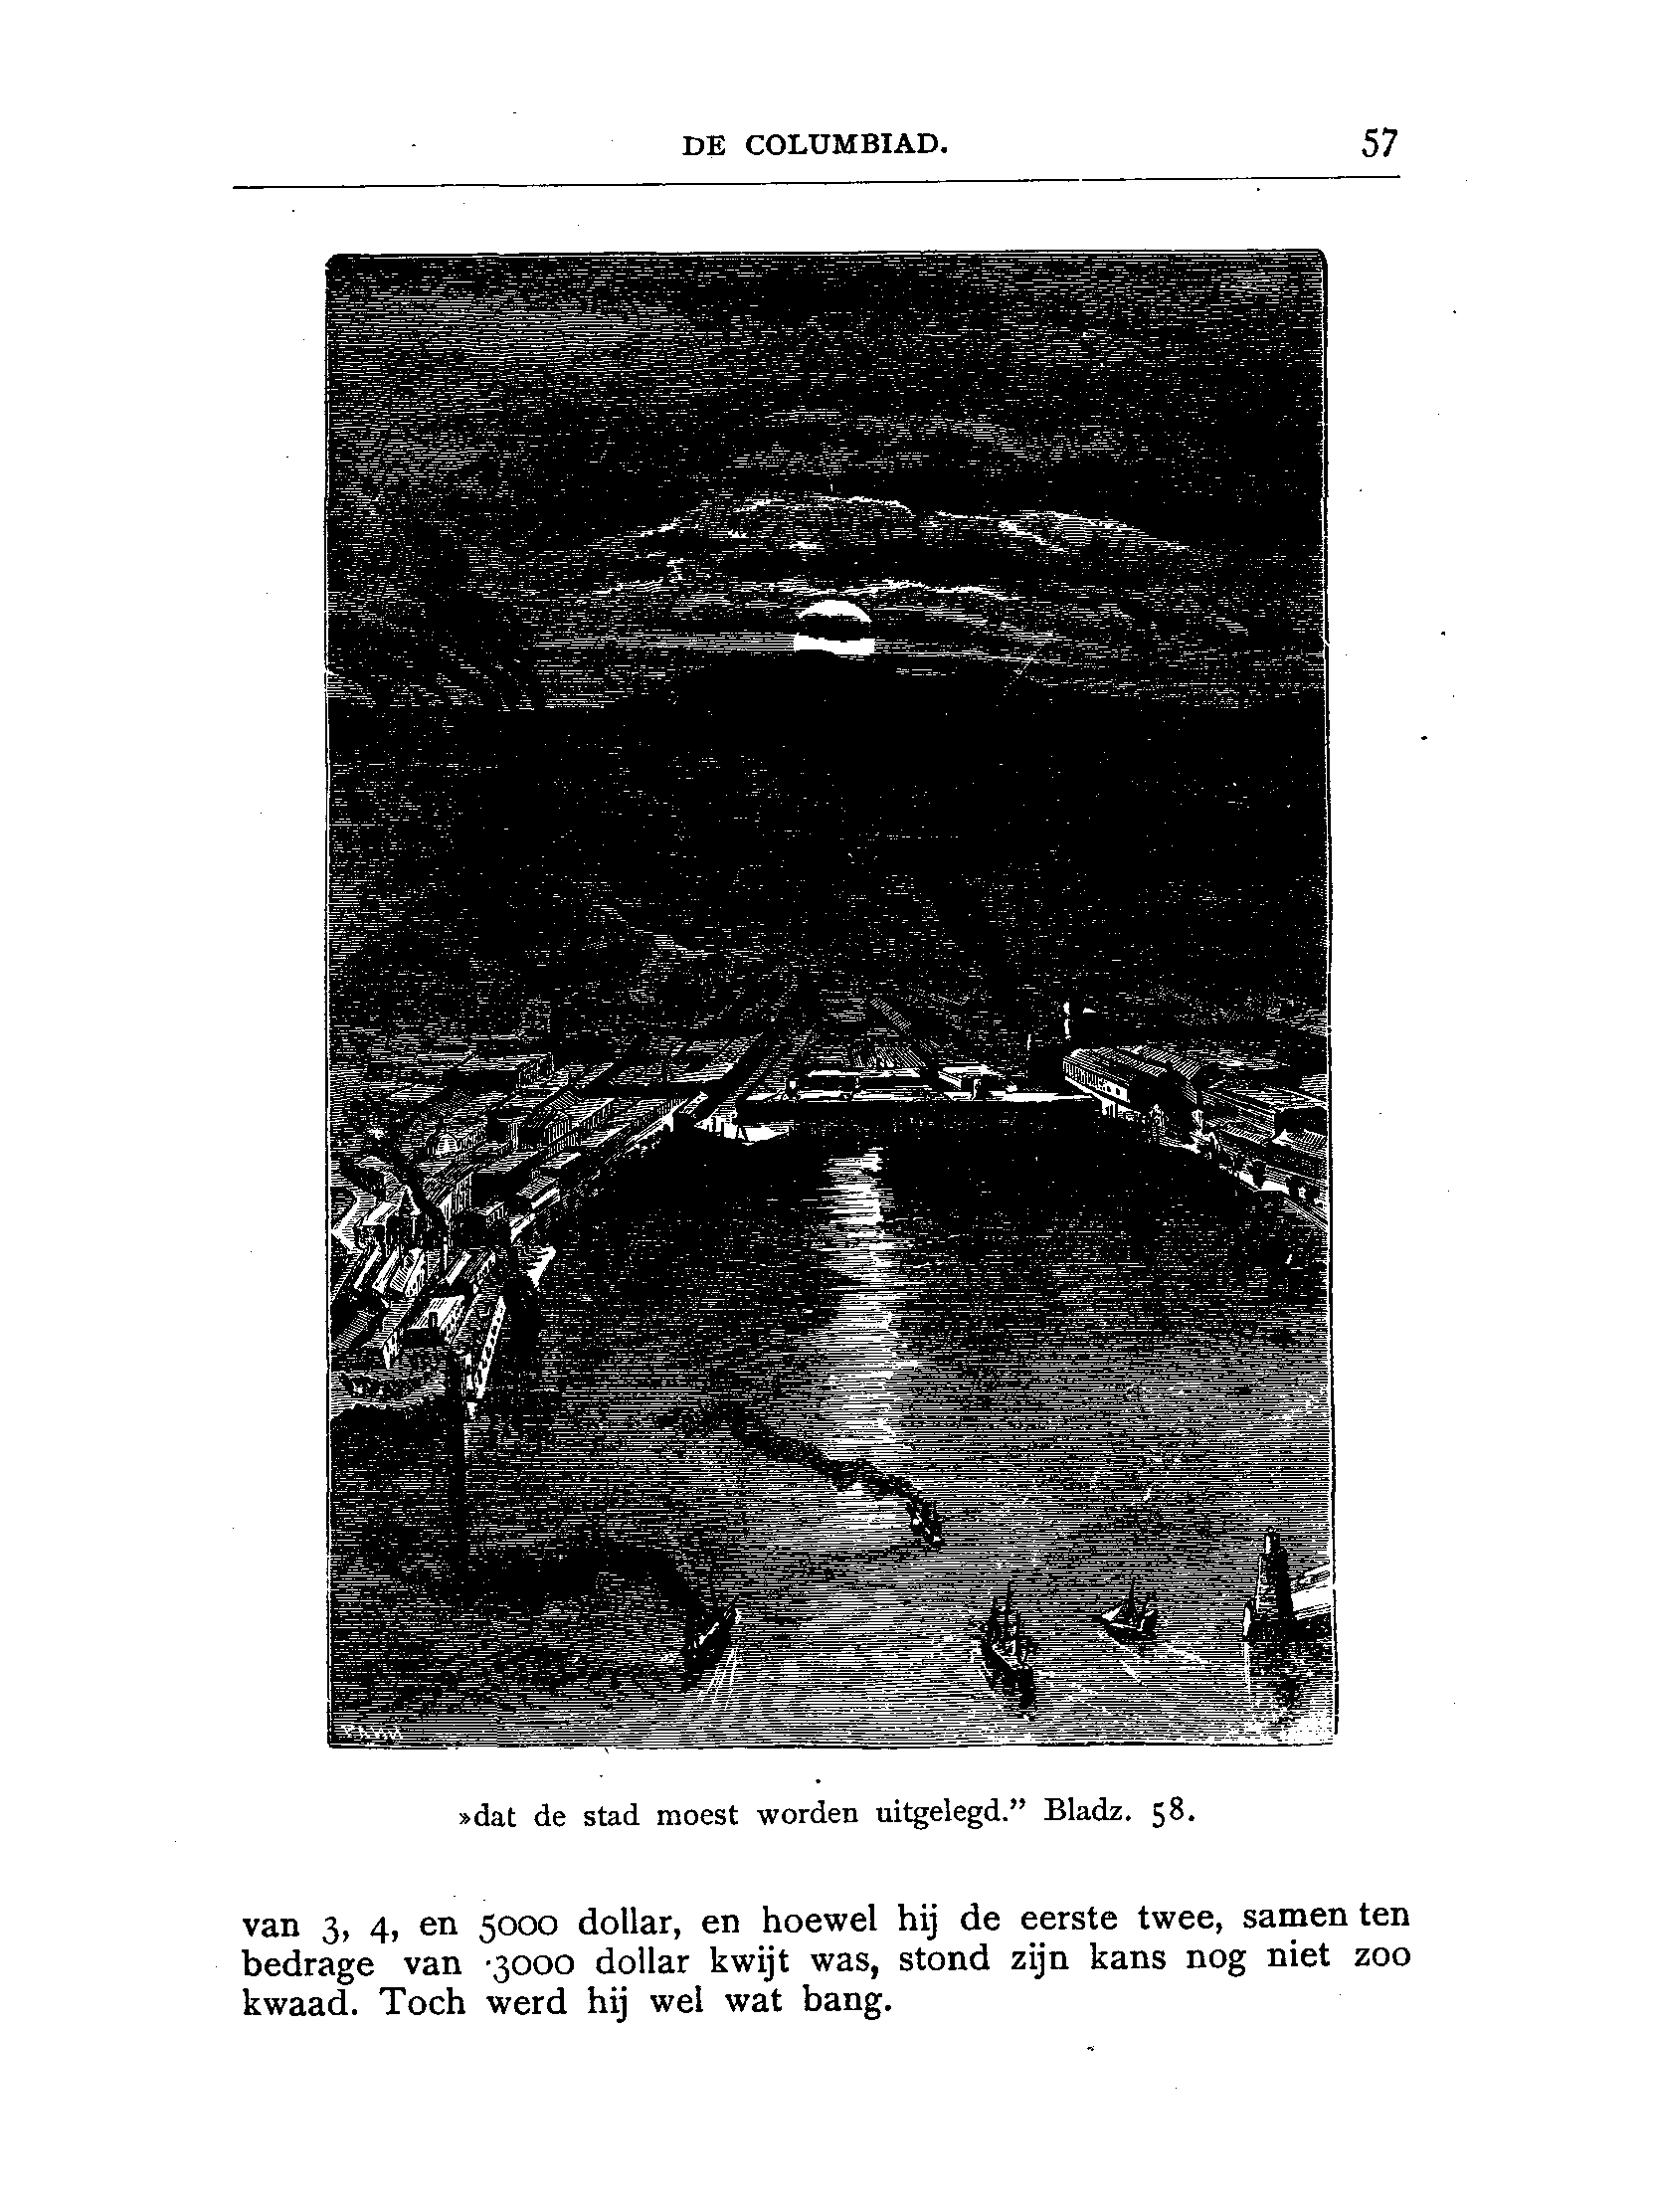 DE COLUMBIAD. 57
»dat de stad moest worden uitgelegd.” Bladz. 58.
van 3, 4, en 5000 dollar, en hoewel hij de eerste twee, samen ten
bedrage van 3000 dollar kwijt was, stond zijn kans nog niet zoo
kwaad. Toch werd hij wel wat bang.